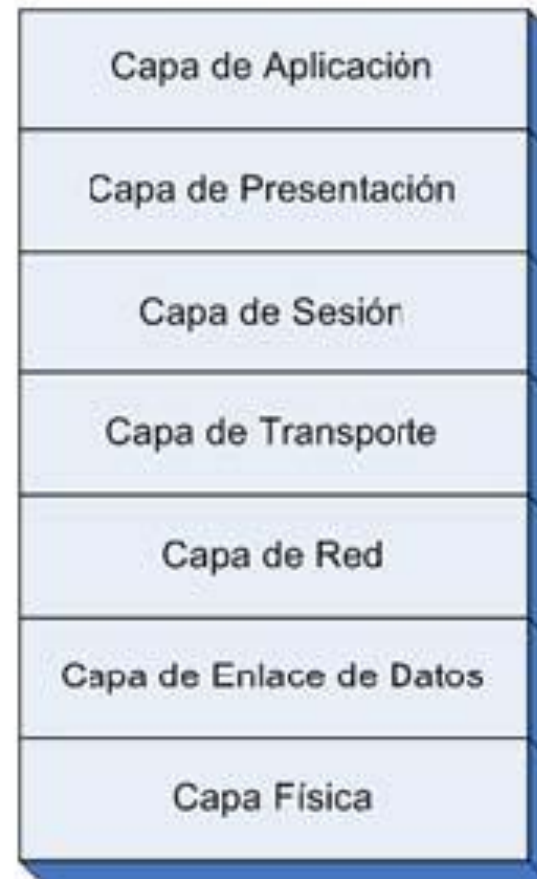 Capa de Aplicación
Capa de Presentación
Capa de Sesión
Capa de Transporte
Capa de Red
Capa de Enlace de Datos
Capa Física